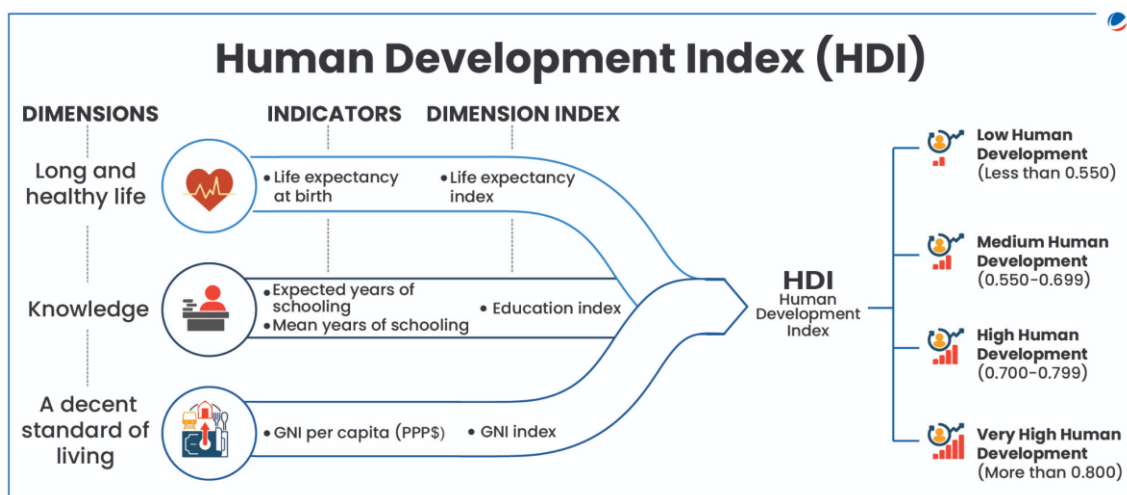 Human Development Index (HDI)
DIMENSIONS
INDICATORS
DIMENSION INDEX
Long and
healthy life
• Life expectancy
at birth
• Life expectancy
index
Knowledge
• Expected years of
schooling
• Mean years of schooling
• Education index
A decent
standard of
living
• GNI per capita (PPP$)
• GNI index
HDI
Human
Development
Index
Low Human
Development
(Less than 0.550)
Medium Human
Development
(0.550-0.699)
High Human
Development
(0.700-0.799)
Very High Human
Development
(More than 0.800)